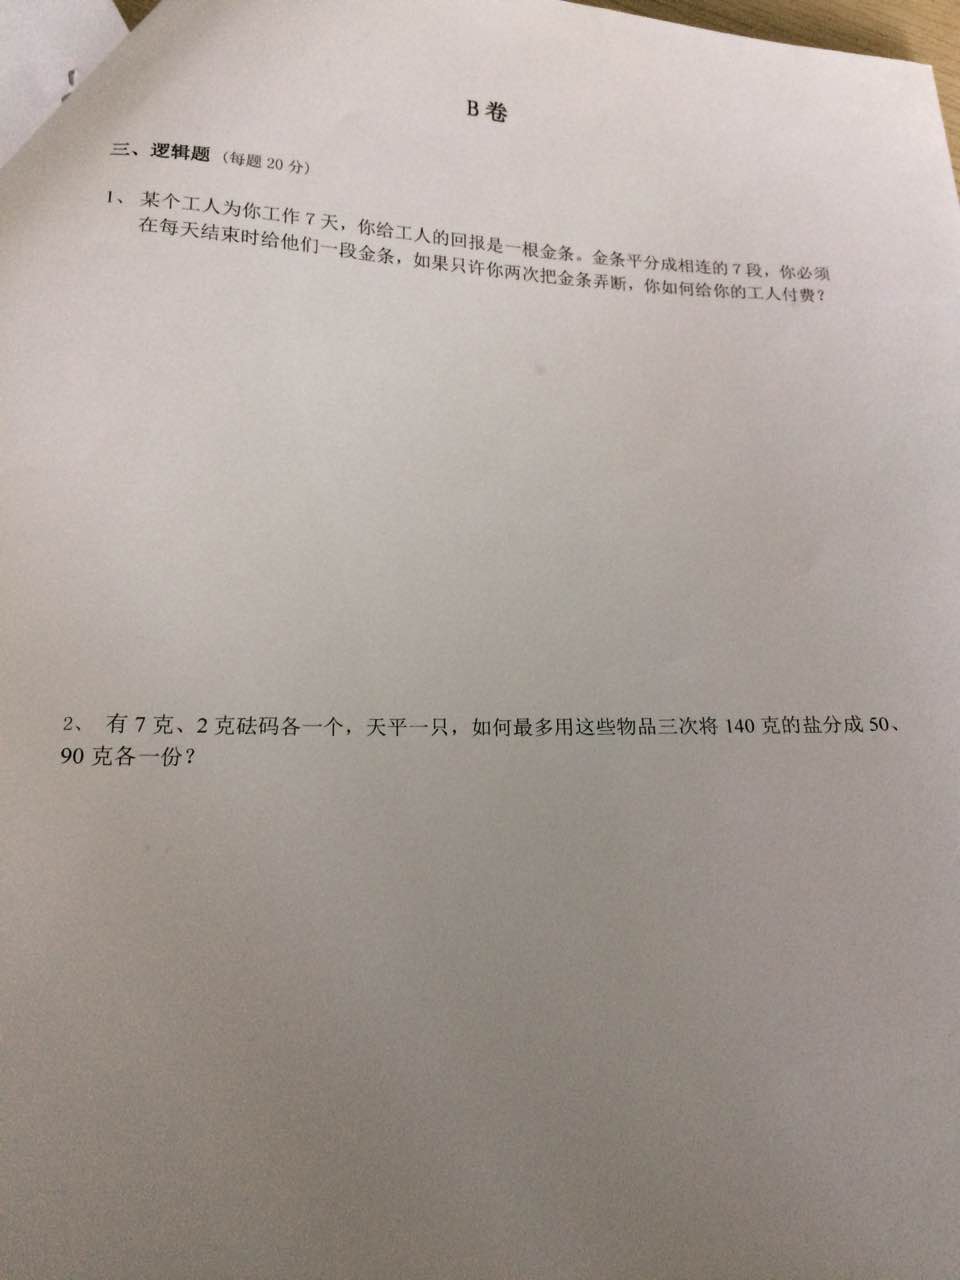 B 卷
三、逻辑题（每题 20 分）
1、 某个工人为你工作 7 天，你给工人的回报是一根金条。金条平分成相连的 7 段，你必须
在每天结束时给他们一段金条，如果只许你两次把金条弄断，你如何给你的工人付费？
2、 有 7 克、2 克砝码各一个，天平一只，如何最多用这些物品三次将 140 克的盐分成 50、
90 克各一份？